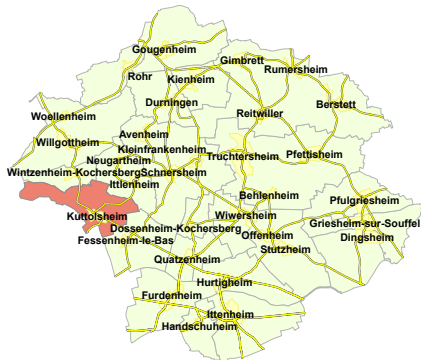 Gougenheim
Gimbrett
Rohr
Rumersheim
Kienheim
Durningen
Berstett
Reitwiller
Woellenheim
Avenheim
Willgottheim
Kleinfrankenheim
Truchtersheim
Pfettisheim
Neugartheim
Wintzenheim-Kochersberg
Schnersheim
Ittlenheim
Behlenheim
Pfulgriesheim
Kuttolsheim
Wiwersheim
Griesheim-sur-Souffel
Dossenheim-Kochersberg
Offenheim
Dingsheim
Fessenheim-le-Bas
Stutzheim
Quatzenheim
Hurtigheim
Furdenheim
Ittenheim
Handschuheim